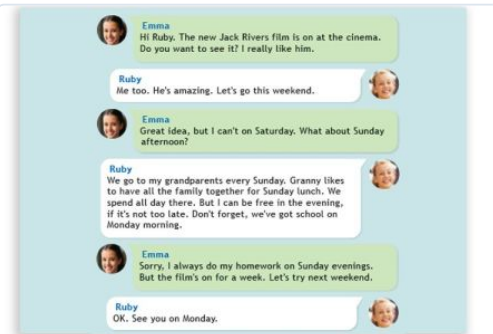 Emma
Hi Ruby. The new Jack Rivers film is on at the cinema.
Do you want to see it? I really like him.
Ruby
Me too. He's amazing. Let's go this weekend.
Emma
Great idea, but I can't on Saturday. What about Sunday
afternoon?
Ruby
We go to my grandparents every Sunday. Granny likes
to have all the family together for Sunday lunch. We
spend all day there. But I can be free in the evening,
if it's not too late. Don't forget, we've got school on
Monday morning.
Emma
Sorry, I always do my homework on Sunday evenings.
But the film's on for a week. Let's try next weekend.
Ruby
OK. See you on Monday.